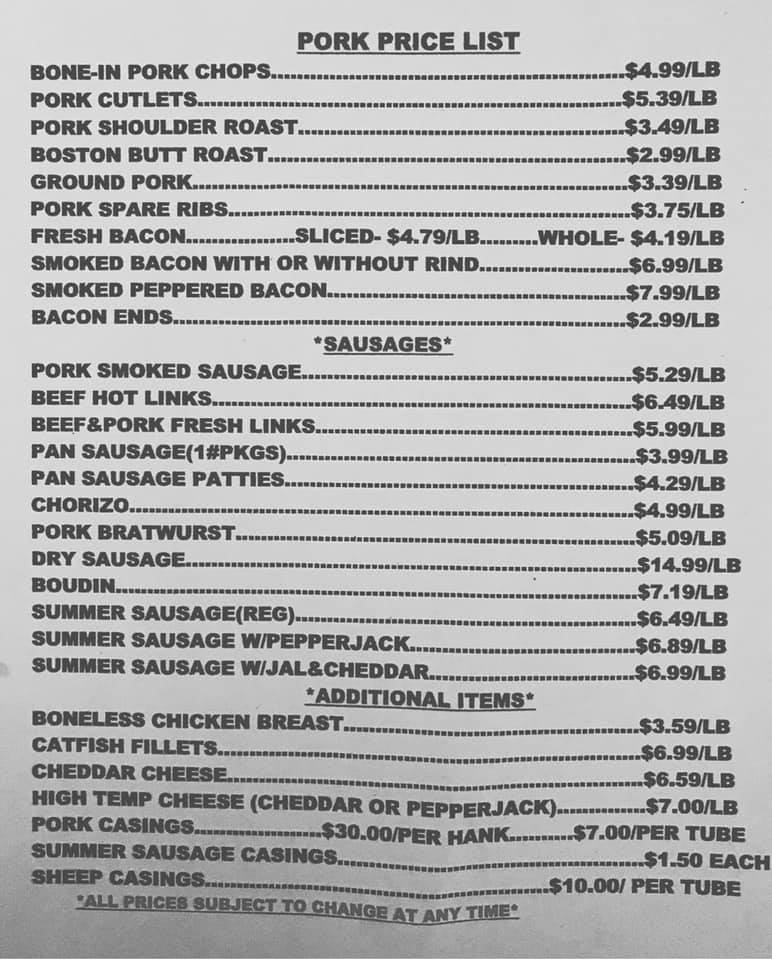 PORK PRICE LIST
BONE-IN PORK CHOPS........................................$4.99/LB
PORK CUTLETS........................................$5.39/LB
PORK SHOULDER ROAST........................................$3.49/LB
BOSTON BUTT ROAST........................................$2.99/LB
GROUND PORK........................................$3.39/LB
PORK SPARE RIBS........................................$3.75/LB
FRESH BACON.................SLICED- $4.79/LB.........WHOLE- $4.19/LB
SMOKED BACON WITH OR WITHOUT RIND......................$6.99/LB
SMOKED PEPPERED BACON........................................$7.99/LB
BACON ENDS........................................$2.99/LB
*SAUSAGES*
PORK SMOKED SAUSAGE........................................$5.29/LB
BEEF HOT LINKS........................................$6.49/LB
BEEF&PORK FRESH LINKS........................................$5.99/LB
PAN SAUSAGE(1#PKGS)........................................$3.99/LB
PAN SAUSAGE PATTIES........................................$4.29/LB
CHORIZO........................................$4.99/LB
PORK BRATWURST........................................$5.09/LB
DRY SAUSAGE........................................$14.99/LB
BOUDIN........................................$7.19/LB
SUMMER SAUSAGE(REG)........................................$6.49/LB
SUMMER SAUSAGE W/PEPPERJACK..............................$6.89/LB
SUMMER SAUSAGE W/JAL&CHEDDAR..............................$6.99/LB
*ADDITIONAL ITEMS*
BONELESS CHICKEN BREAST........................................$3.59/LB
CATFISH FILLETS........................................$6.99/LB
CHEDDAR CHEESE........................................$6.59/LB
HIGH TEMP CHEESE (CHEDDAR OR PEPPERJACK).............$7.00/LB
PORK CASINGS...................$30.00/PER HANK.........$7.00/PER TUBE
SUMMER SAUSAGE CASINGS........................................$1.50 EACH
SHEEP CASINGS........................................$10.00/ PER TUBE
*ALL PRICES SUBJECT TO CHANGE AT ANY TIME*